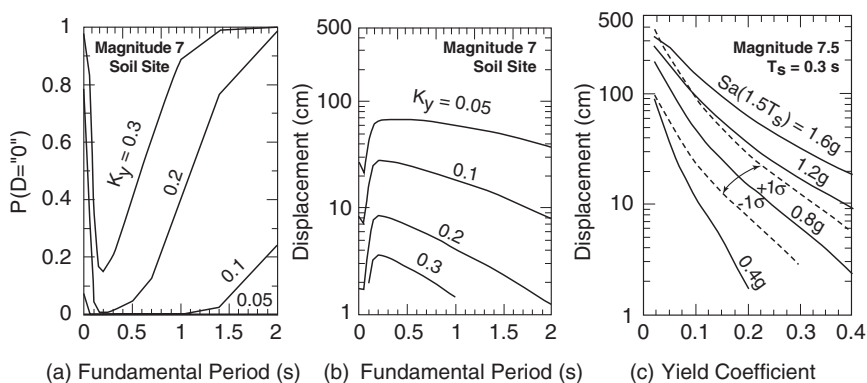 1
0.8
0.6
0.4
0.2
0
0 0.5 1 1.5 2
P(D="0")
Magnitude 7
Soil Site
Ky = 0.3
0.2
0.1
0.05
(a) Fundamental Period (s)
500
100
10
1
0 0.5 1 1.5 2
Displacement (cm)
Magnitude 7
Soil Site
Ky = 0.05
0.1
0.2
0.3
(b) Fundamental Period (s)
500
100
10
1
0 0.1 0.2 0.3 0.4
Displacement (cm)
Magnitude 7.5
Ts = 0.3 s
Sa(1.5Ts) = 1.6g
1.2g
+1σ
-1σ
0.8g
0.4g
(c) Yield Coefficient